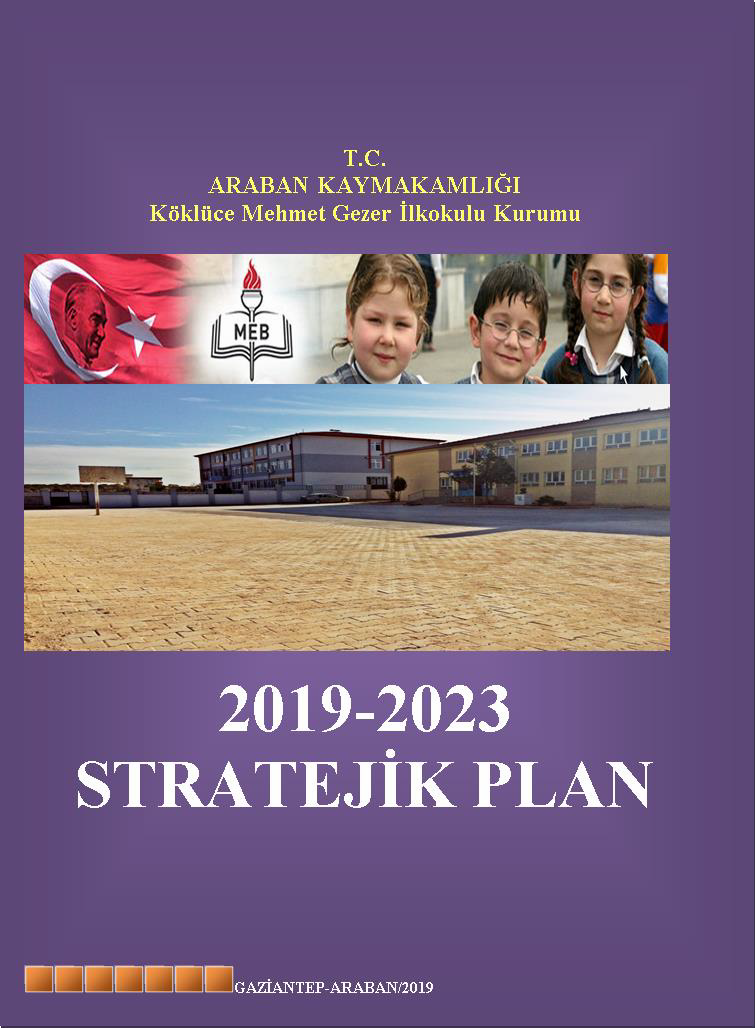 T.C.
ARABAN KAYMAKAMLIĞI
Köklüce Mehmet Gezer İlkokulu Kurumu
MEB
2019-2023
STRATEJİK PLAN
GAZİANTEP-ARABAN/2019